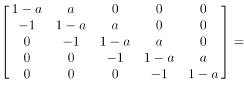 1 − a a 0 0 0
−1 1 − a a 0 0
0 −1 1 − a a 0
0 0 −1 1 − a a
0 0 0 −1 1 − a
=